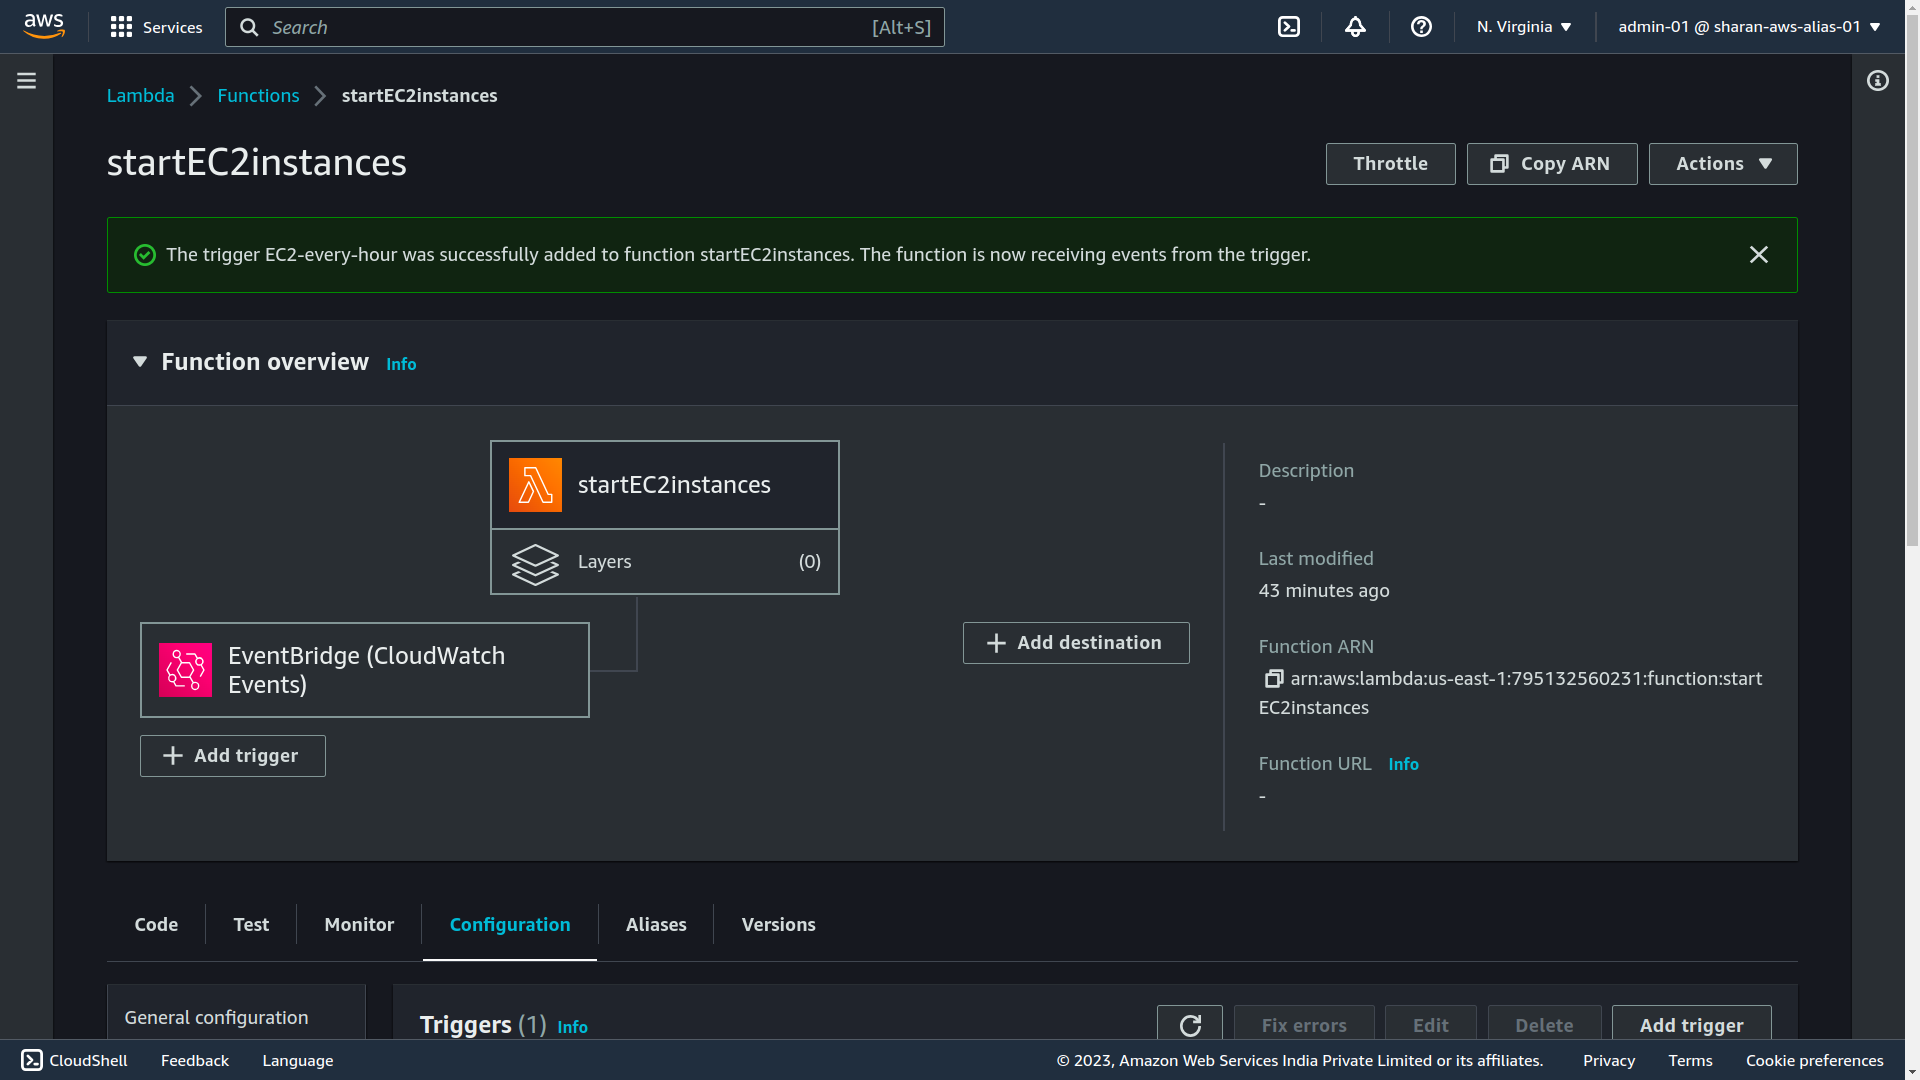 aws
Services
Search
[Alt+S]
N. Virginia
admin-01 @ sharan-aws-alias-01
Lambda
Functions
startEC2instances
startEC2instances
Throttle
Copy ARN
Actions
The trigger EC2-every-hour was successfully added to function startEC2instances. The function is now receiving events from the trigger.
Function overview
Info
startEC2instances
Layers
(0)
EventBridge (CloudWatch
Events)
Add trigger
Add destination
Description
-
Last modified
43 minutes ago
Function ARN
arn:aws:lambda:us-east-1:795132560231:function:start
EC2instances
Function URL
Info
-
Code
Test
Monitor
Configuration
Aliases
Versions
General configuration
Triggers (1)
Info
Fix errors
Edit
Delete
Add trigger
CloudShell
Feedback
Language
© 2023, Amazon Web Services India Private Limited or its affiliates.
Privacy
Terms
Cookie preferences